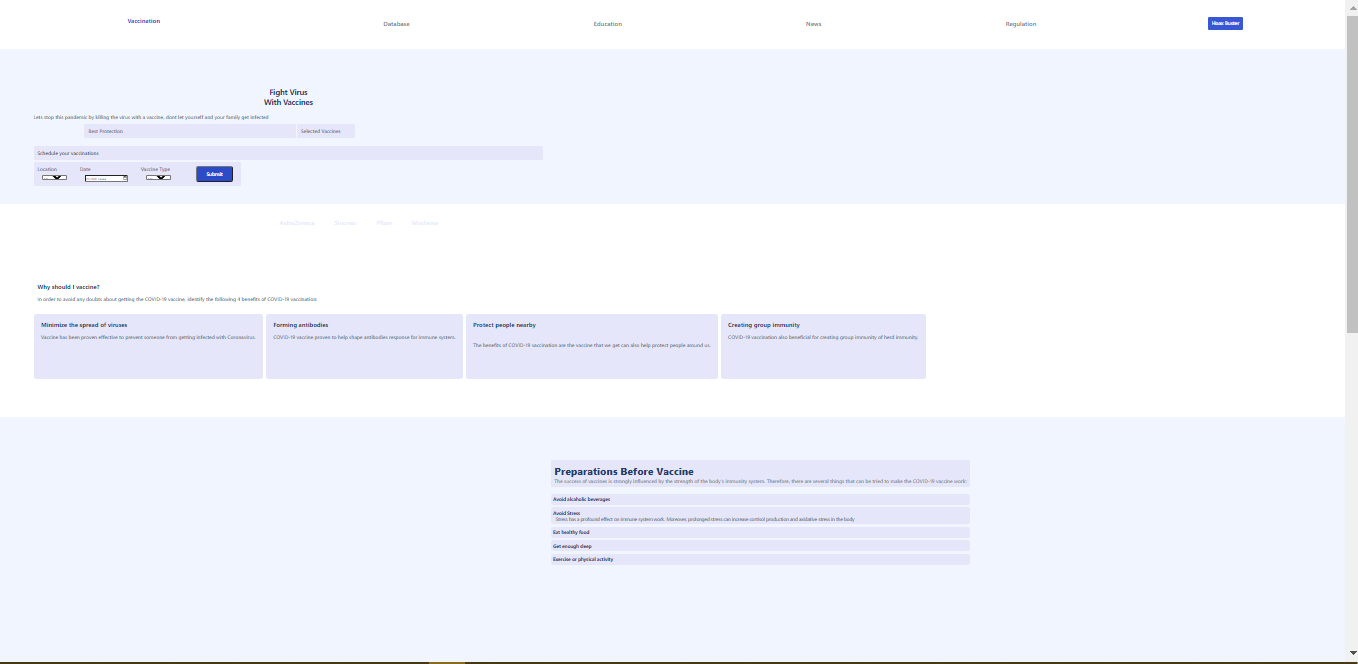 Vaccination
Database
Education
News
Regulation
Hoax Buster
Fight Virus
With Vaccines
Lets stop this pandemic by killing the virus with a vaccine, dont let yourself and your family get infected
Best Protection
Selected Vaccines
Schedule your vaccinations
Location
Date
Vaccine Type
Submit
AstraZeneca
Sinovac
Pfizer
Moderna
Why should I vaccine?
In order to avoid any doubts about getting the COVID-19 vaccine, identify the following 4 benefits of COVID-19 vaccination:
Minimize the spread of viruses
Vaccine has been proven effective to prevent someone from getting infected with Coronavirus.
Forming antibodies
COVID-19 vaccine proven to help shape antibodies response for immune system.
Protect people nearby
The benefits of COVID-19 vaccination are the vaccine that we get can also help protect people around us.
Creating group immunity
COVID-19 vaccination also beneficial for creating group immunity of herd immunity.
Preparations Before Vaccine
The success of vaccines is strongly influenced by the strength of the body's immunity system. Therefore, there are several things that can be tried to make the COVID-19 vaccine work:
Avoid alcoholic beverages
Avoid Stress
Stress has a profound effect on immune system work. Moreover, prolonged stress can increase cortisol production and oxidative stress in the body
Eat healthy food
Get enough sleep
Exercise or physical activity